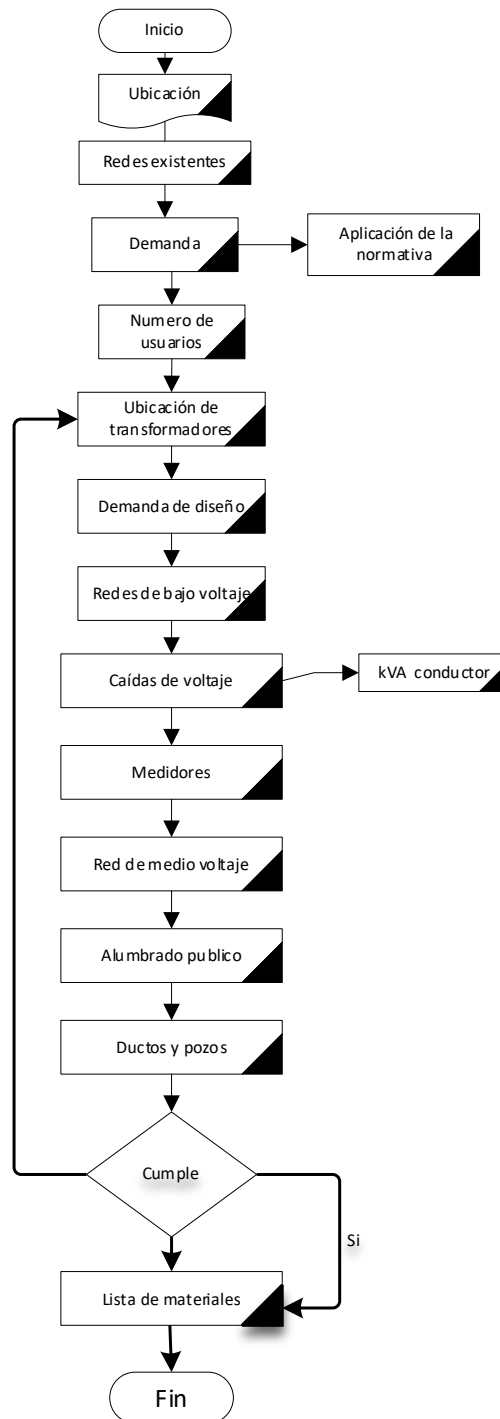 Inicio
Ubicación
Redes existentes
Demanda
Aplicación de la
normativa
Numero de
usuarios
Ubicación de
transformadores
Demanda de diseño
Redes de bajo voltaje
Caídas de voltaje
kVA conductor
Medidores
Red de medio voltaje
Alumbrado publico
Ductos y pozos
Cumple
Si
Lista de materiales
Fin